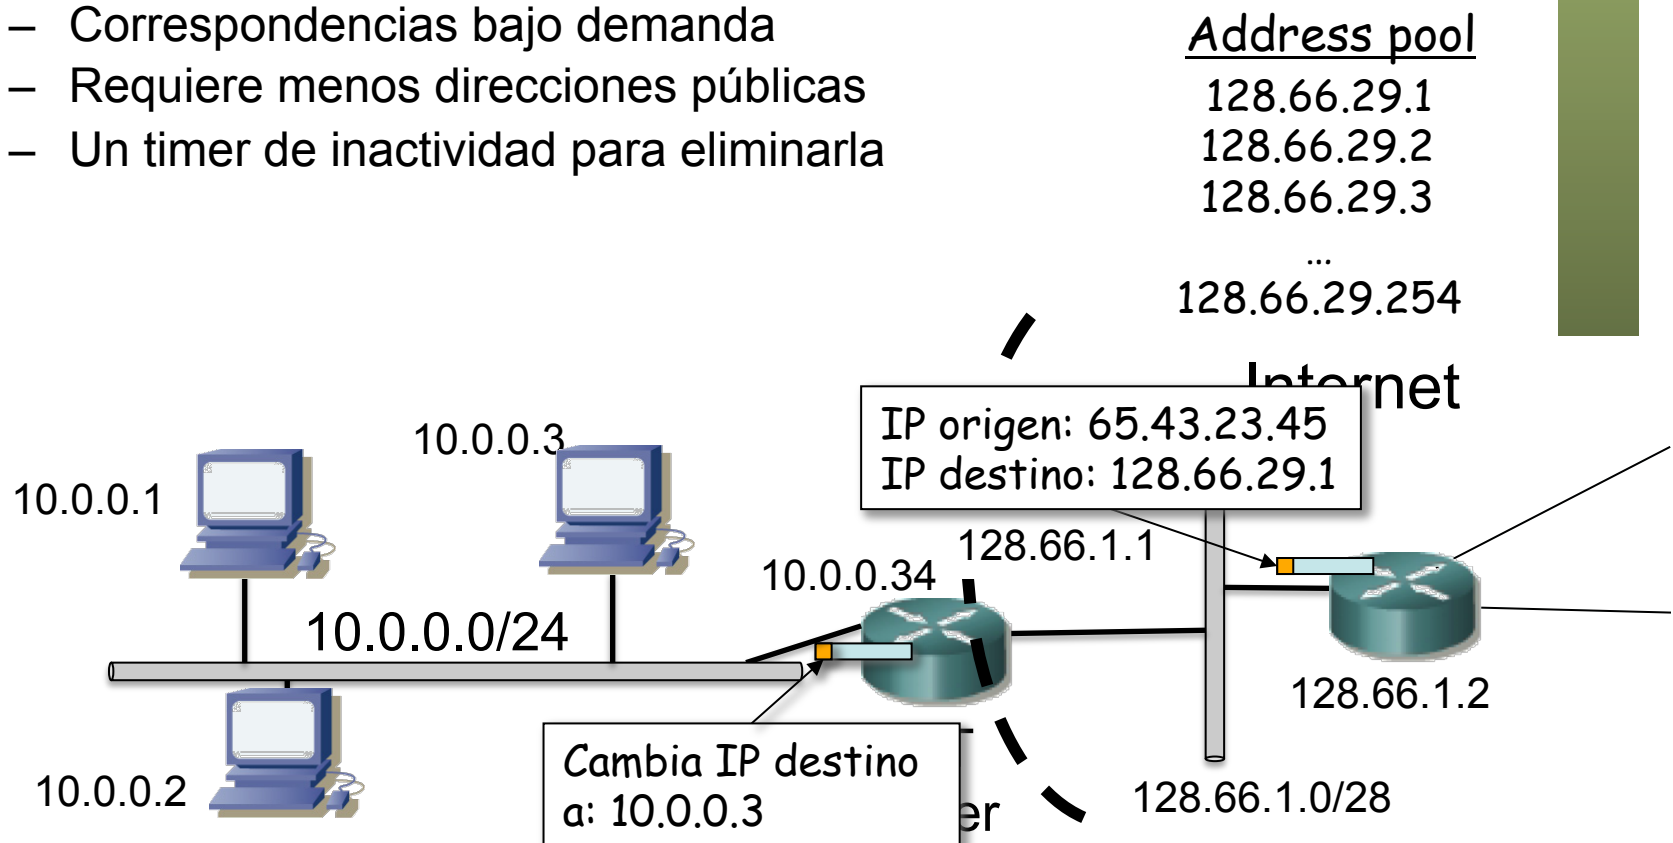 – Correspondencias bajo demanda
– Requiere menos direcciones públicas
– Un timer de inactividad para eliminarla
Address pool
128.66.29.1
128.66.29.2
128.66.29.3
...
128.66.29.254
Internet
IP origen: 65.43.23.45
IP destino: 128.66.29.1
10.0.0.3
10.0.0.1
128.66.1.1
10.0.0.34
10.0.0.0/24
128.66.1.2
Cambia IP destino
a: 10.0.0.3
10.0.0.2
er
128.66.1.0/28